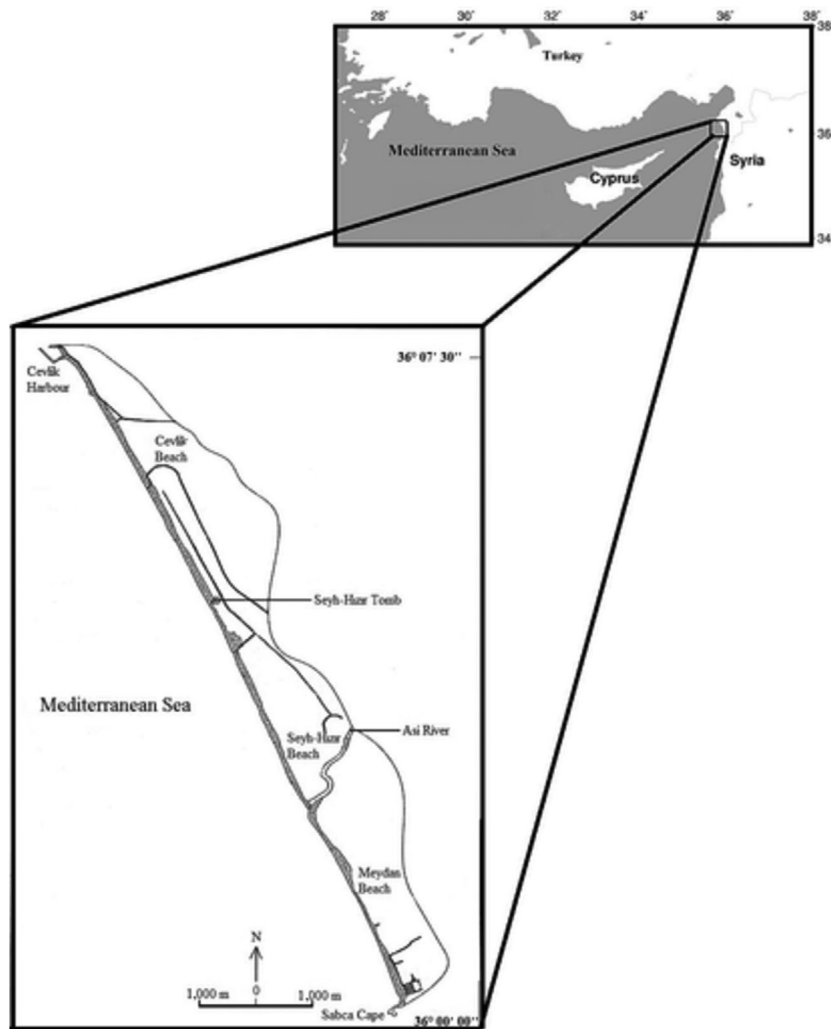 28° 30° 32° 34° 36° 38°
38
Turkey
36
Mediterranean Sea
Syria
Cyprus
34
36° 07' 30''
Cevlik
Harbour
Cevlik
Beach
Seyh-Hızır Tomb
Mediterranean Sea
Asi River
Seyh-Hızır
Beach
Meydan
Beach
N
1,000 m 0 1,000 m
Sabca Cape
36° 00' 00''